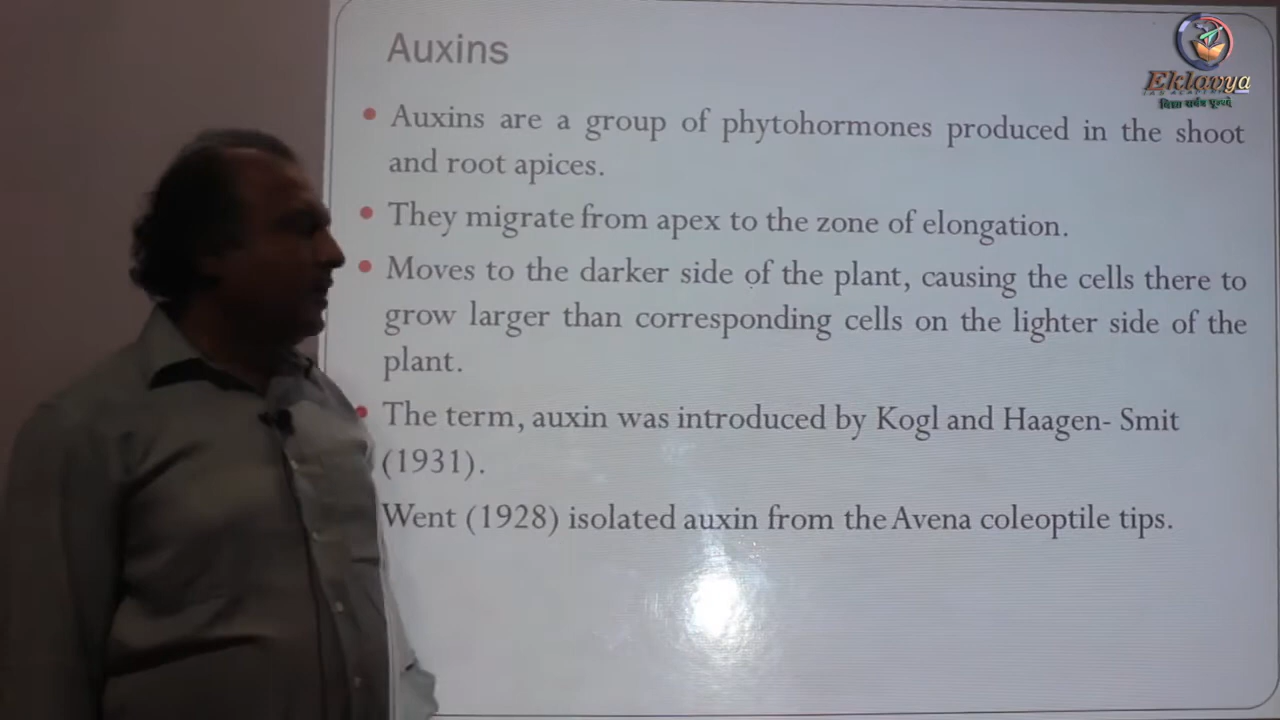 Auxins
Eklavya
Auxins are a group of phytohormones produced in the shoot
and root apices.
They migrate from apex to the zone of elongation.
Moves to the darker side of the plant, causing the cells there to
grow larger than corresponding cells on the lighter side of the
plant.
The term, auxin was introduced by Kogl and Haagen- Smit
(1931).
Went (1928) isolated auxin from the Avena coleoptile tips.